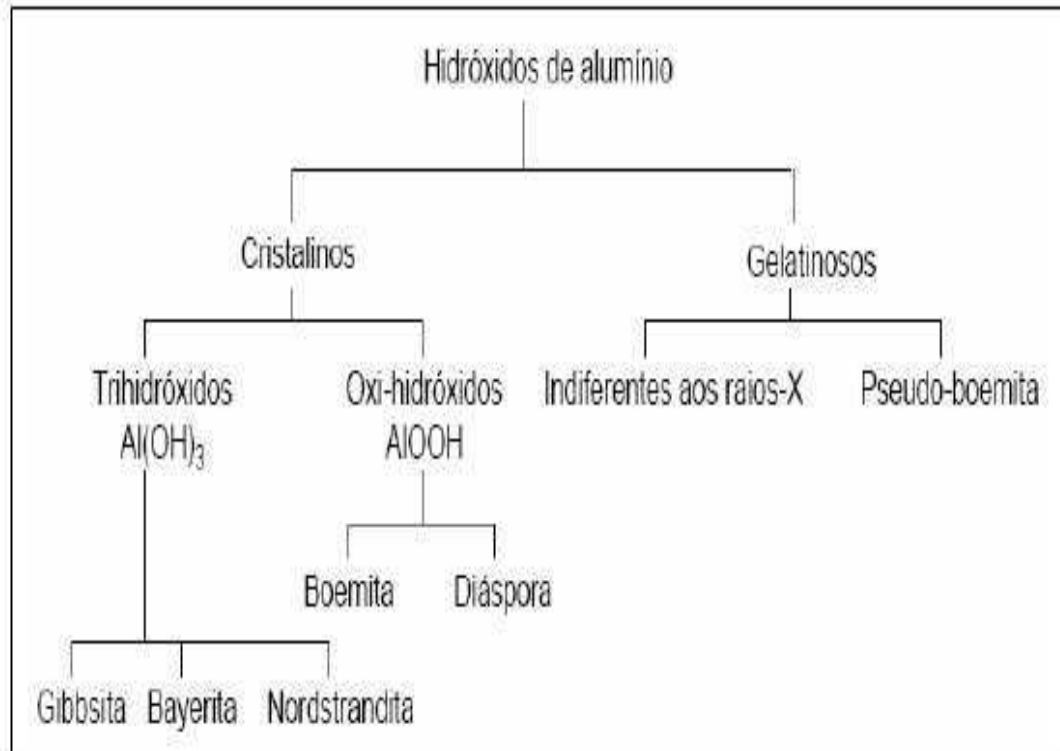 Hidróxidos de alumínio
Cristalinos
Gelatinosos
Trihidróxidos
Al(OH)₃
Oxi-hidróxidos
AlOOH
Indiferentes aos raios-X
Pseudo-boemita
Boemita
Diáspora
Gibbsita
Bayerita
Nordstrandita